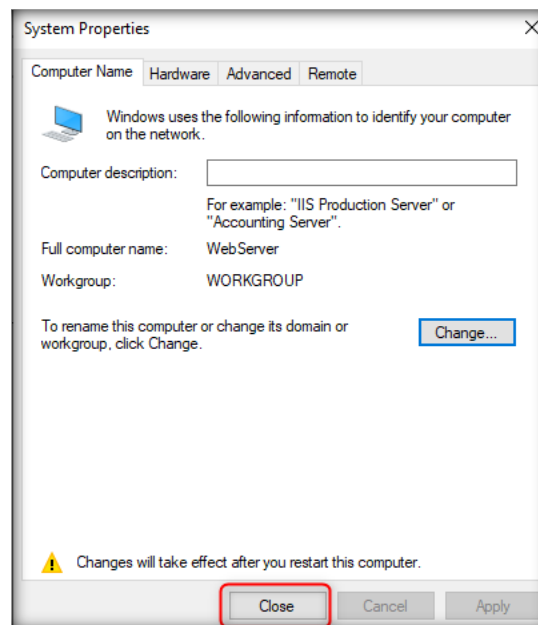 System Properties
Computer Name
Hardware
Advanced
Remote
Windows uses the following information to identify your computer
on the network.
Computer description:
For example: "IIS Production Server" or
"Accounting Server".
Full computer name:
WebServer
Workgroup:
WORKGROUP
To rename this computer or change its domain or
workgroup, click Change.
Change...
Changes will take effect after you restart this computer.
Close
Cancel
Apply